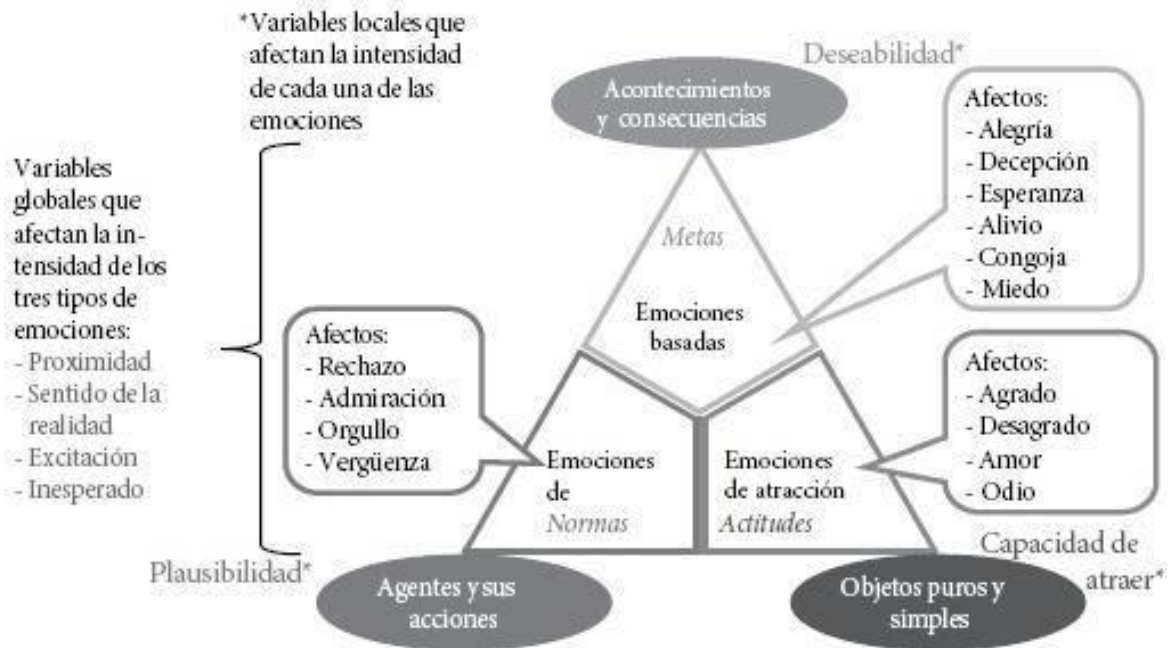 *Variables locales que
afectan la intensidad
de cada una de las
emociones
Variables
globales que
afectan la in-
tensidad de los
tres tipos de
emociones:
- Proximidad
- Sentido de la
realidad
- Excitación
- Inesperado
Deseabilidad*
Acontecimientos
y consecuencias
Afectos:
- Alegría
- Decepción
- Esperanza
- Alivio
- Congoja
- Miedo
Metas
Emociones
basadas
Afectos:
- Rechazo
- Admiración
- Orgullo
- Vergüenza
Afectos:
- Agrado
- Desagrado
- Amor
- Odio
Emociones
de
Normas
Emociones
de atracción
Actitudes
Plausibilidad*
Agentes y sus
acciones
Objetos puros y
simples
Capacidad de
atraer*